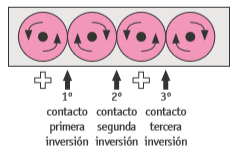 1º 2º 3º
contacto contacto contacto
primera segunda tercera
inversión inversión inversión